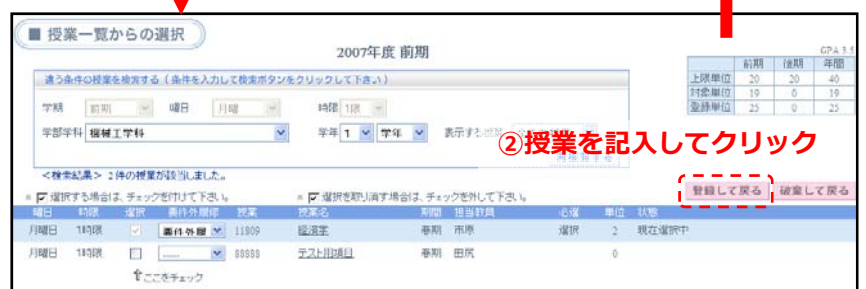 ■ 授業一覧からの選択
2007年度 前期
GPA 3.5
前期 後期 年間
上限単位 20 20 40
対象単位 19 0 19
登録単位 25 0 25
違う条件の授業を検索する（条件を入力して検索ボタンをクリックして下さい）
学期 前期 曜日 月曜 時限 1限
学部学科 機械工学科 学年 1 学年 表示する
②授業を記入してクリック
<検索結果> 2件の授業が該当しました。
登録して戻る 破棄して戻る
※ 選択する場合は、チェックを付けて下さい。 ※ 選択を取り消す場合は、チェックを外して下さい。
曜日 時限 選択 要件外履修 授業 授業名 期間 担当教員 必選 単位 状態
月曜日 1時限 要件外履 11809 経済学 春期 市原 選択 2 現在選択中
月曜日 1時限 ...... 88888 テスト用項目 春期 田尻 0
⇧ここをチェック